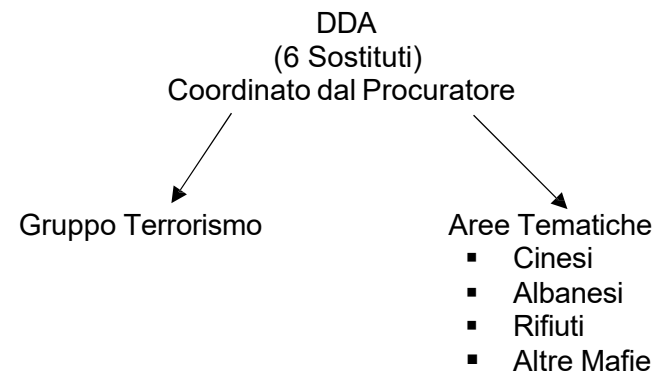 DDA
(6 Sostituti)
Coordinato dal Procuratore
Gruppo Terrorismo
Aree Tematiche
▪ Cinesi
▪ Albanesi
▪ Rifiuti
▪ Altre Mafie